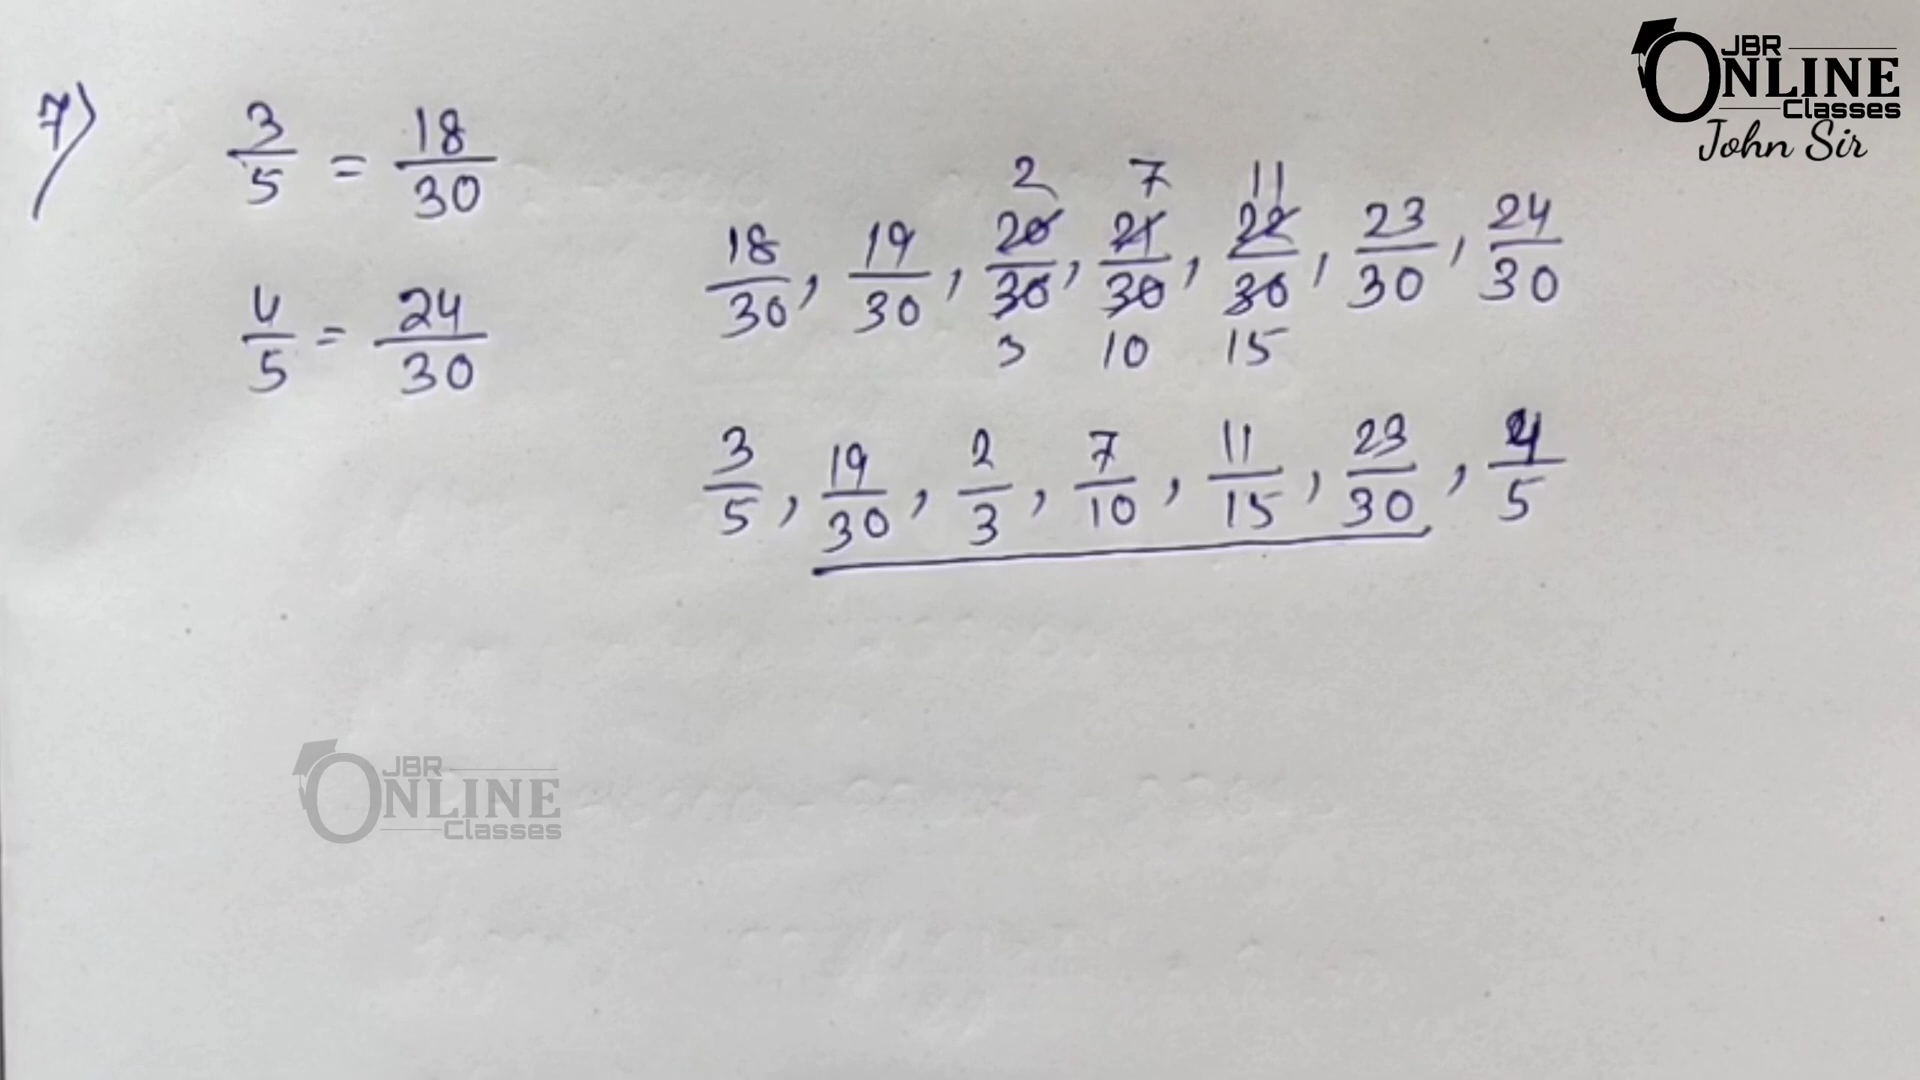 JBR
ONLINE
Classes
John Sir
7) 3/5 = 18/30
4/5 = 24/30
2 7 11
18/30, 19/30, 20/30, 21/30, 22/30, 23/30, 24/30
3 10 15
3/5, 19/30, 2/3, 7/10, 11/15, 23/30, 4/5
JBR
ONLINE
Classes